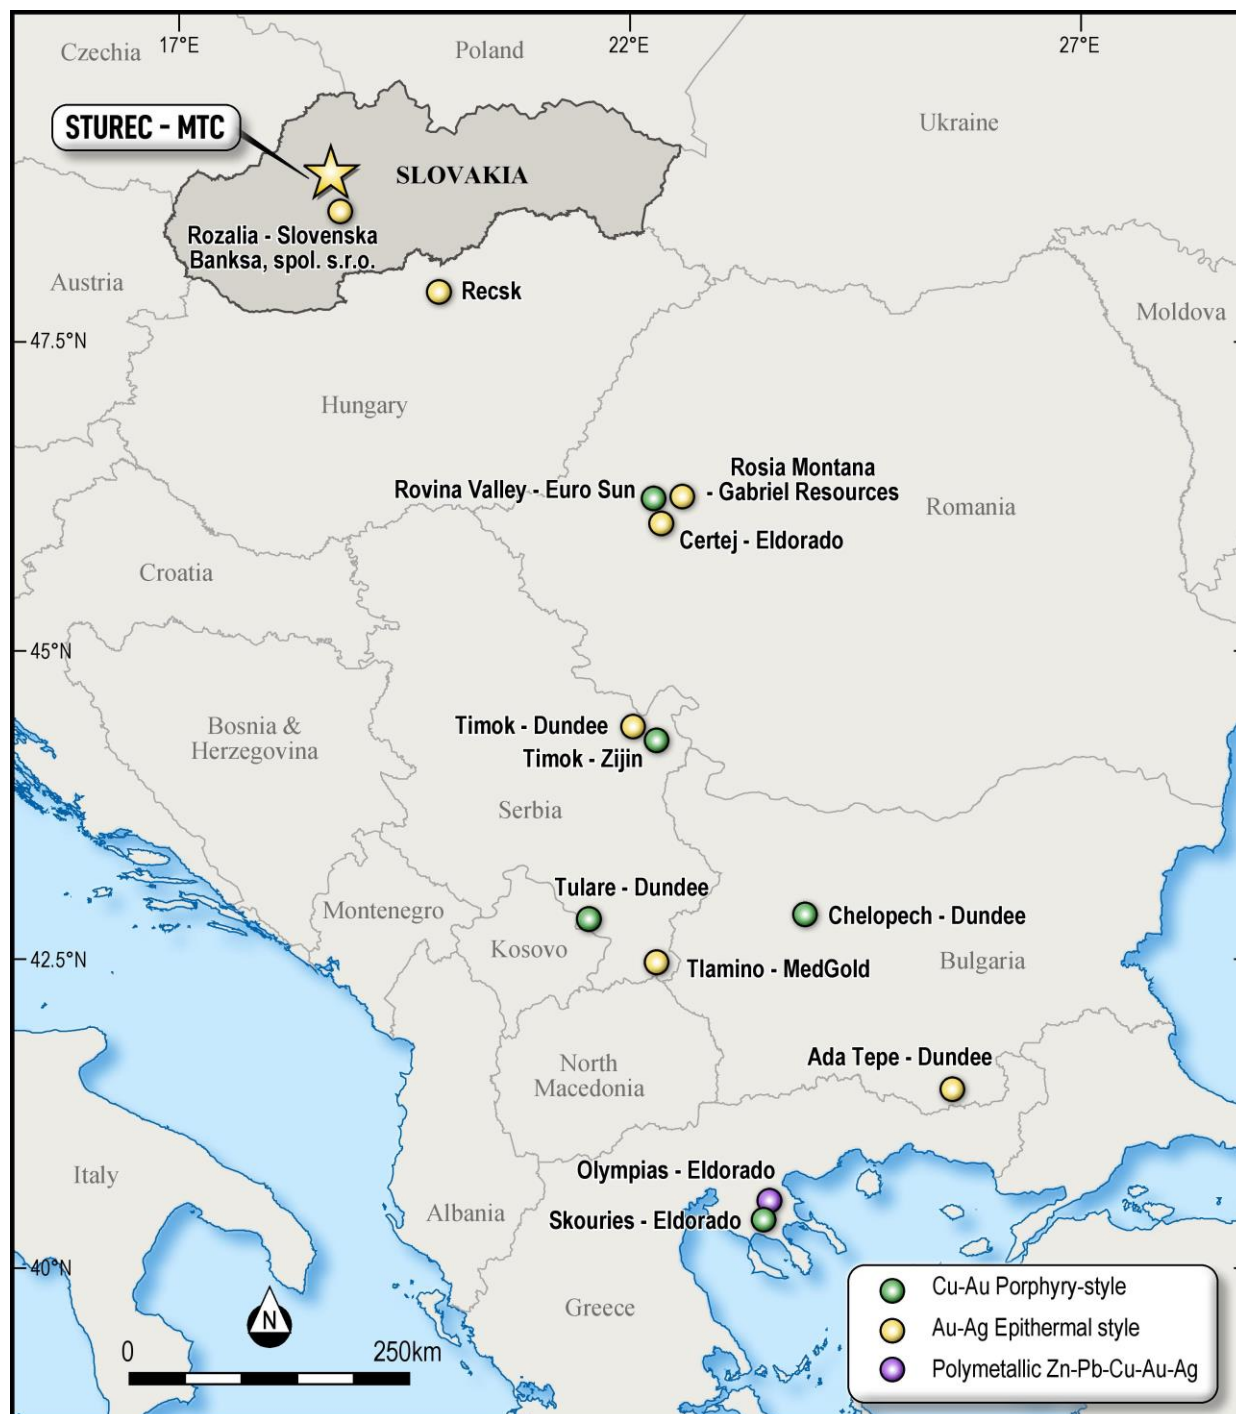 17°E
22°E
27°E
Czechia
Poland
Ukraine
STUREC - MTC
SLOVAKIA
Rozalia - Slovenska
Banksa, spol. s.r.o.
Austria
Recsk
Moldova
47.5°N
Hungary
Rosia Montana
- Gabriel Resources
Rovina Valley - Euro Sun
Romania
Certej - Eldorado
Croatia
45°N
Bosnia &
Herzegovina
Timok - Dundee
Timok - Zijin
Serbia
Tulare - Dundee
Montenegro
Chelopech - Dundee
Kosovo
42.5°N
Tlamino - MedGold
Bulgaria
Ada Tepe - Dundee
North
Macedonia
Italy
Olympias - Eldorado
Albania
Skouries - Eldorado
40°N
Greece
N
0
250km
Cu-Au Porphyry-style
Au-Ag Epithermal style
Polymetallic Zn-Pb-Cu-Au-Ag